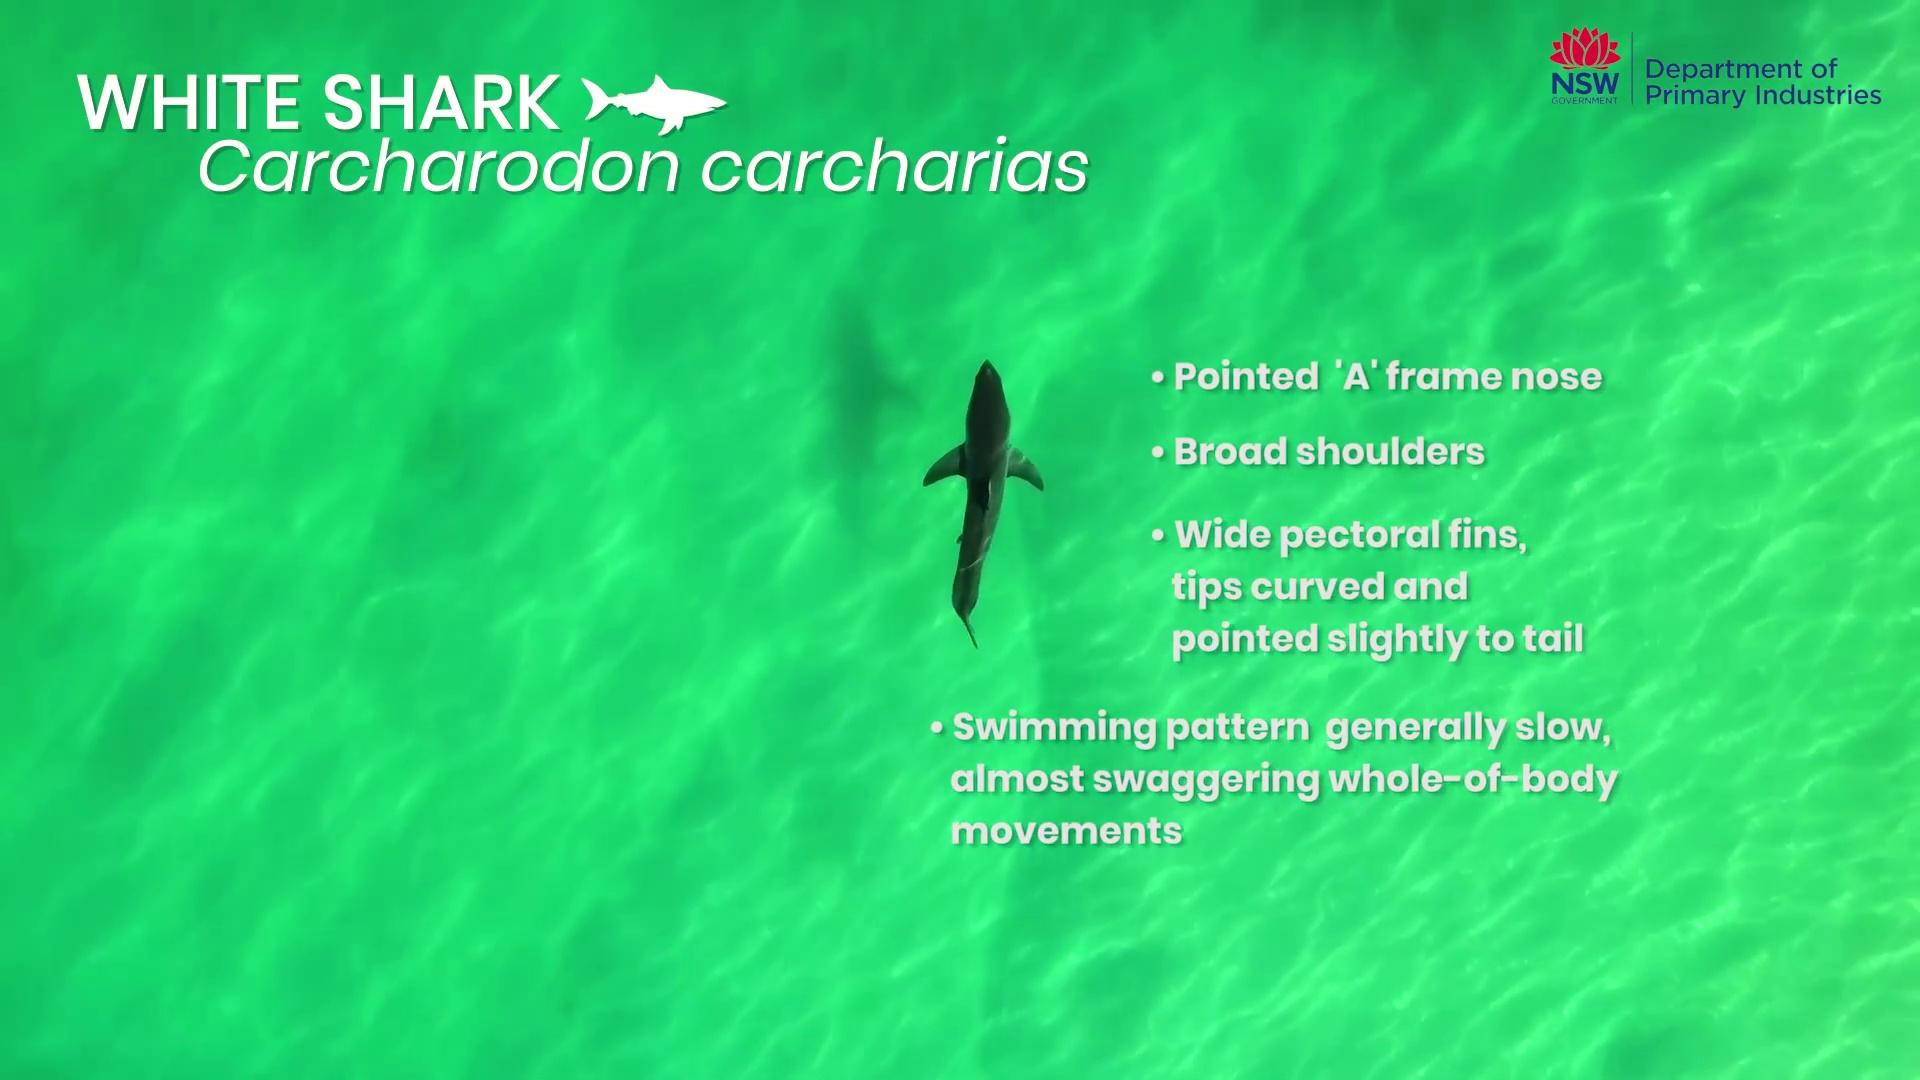 WHITE SHARK
Carcharodon carcharias
NSW
GOVERNMENT
Department of
Primary Industries
• Pointed 'A' frame nose
• Broad shoulders
• Wide pectoral fins,
tips curved and
pointed slightly to tail
• Swimming pattern generally slow,
almost swaggering whole-of-body
movements